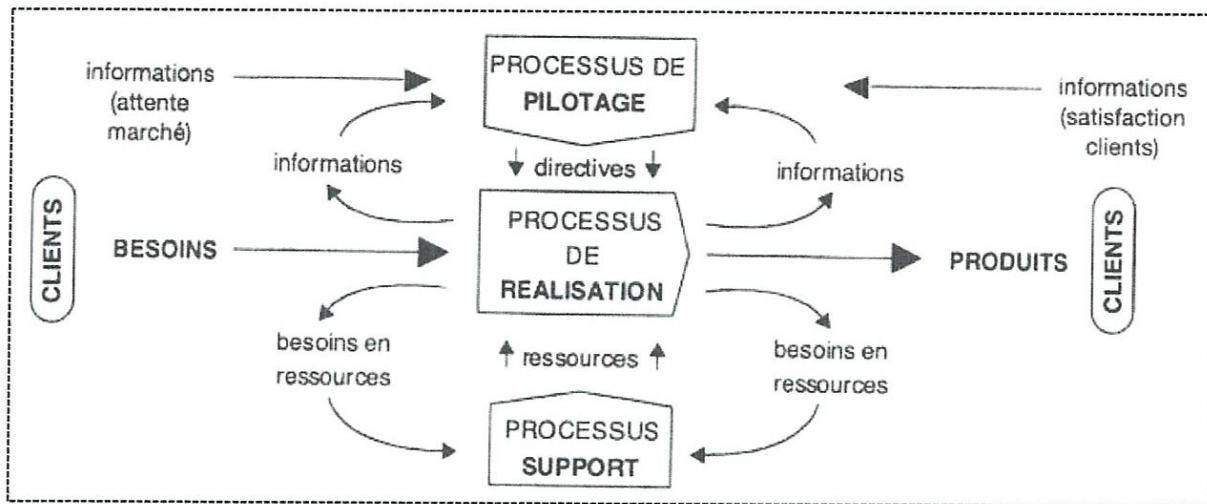 informations
(attente
marché)
PROCESSUS DE
PILOTAGE
informations
(satisfaction
clients)
informations
directives
informations
CLIENTS
BESOINS
PROCESSUS
DE
REALISATION
PRODUITS
CLIENTS
besoins en
ressources
ressources
besoins en
ressources
PROCESSUS
SUPPORT